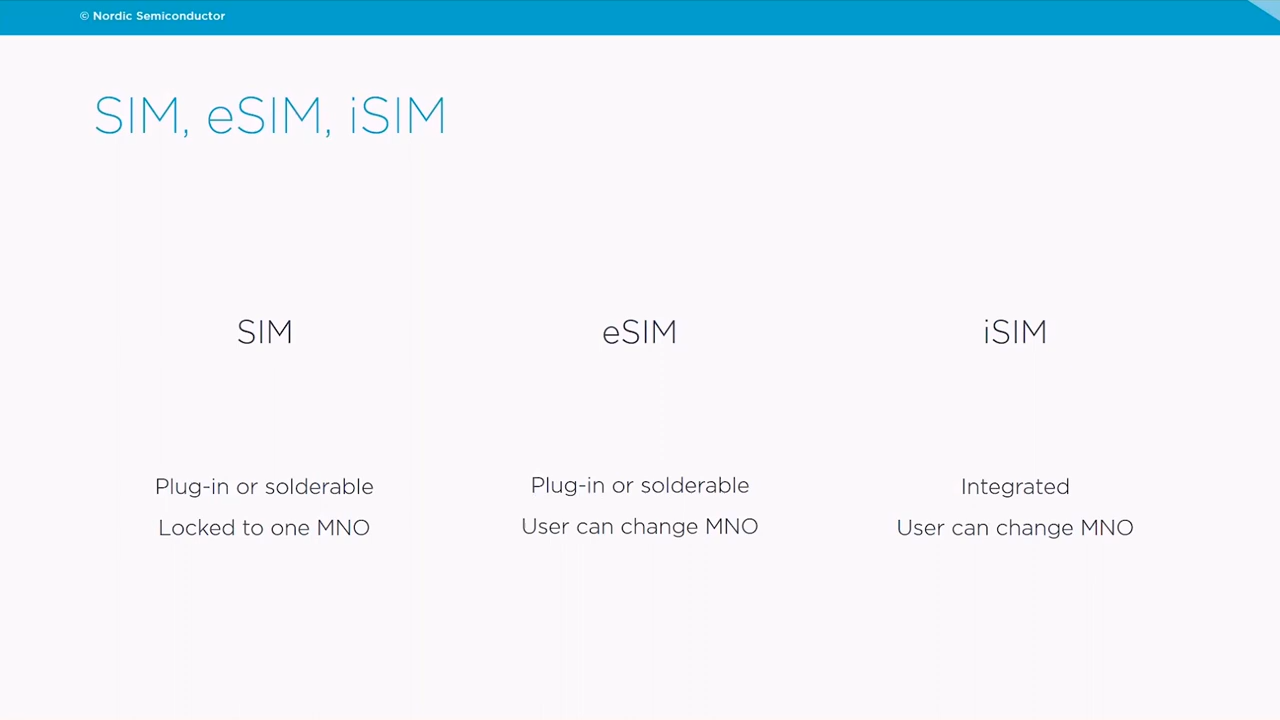 © Nordic Semiconductor
SIM, eSIM, iSIM
SIM
eSIM
iSIM
Plug-in or solderable
Locked to one MNO
Plug-in or solderable
User can change MNO
Integrated
User can change MNO